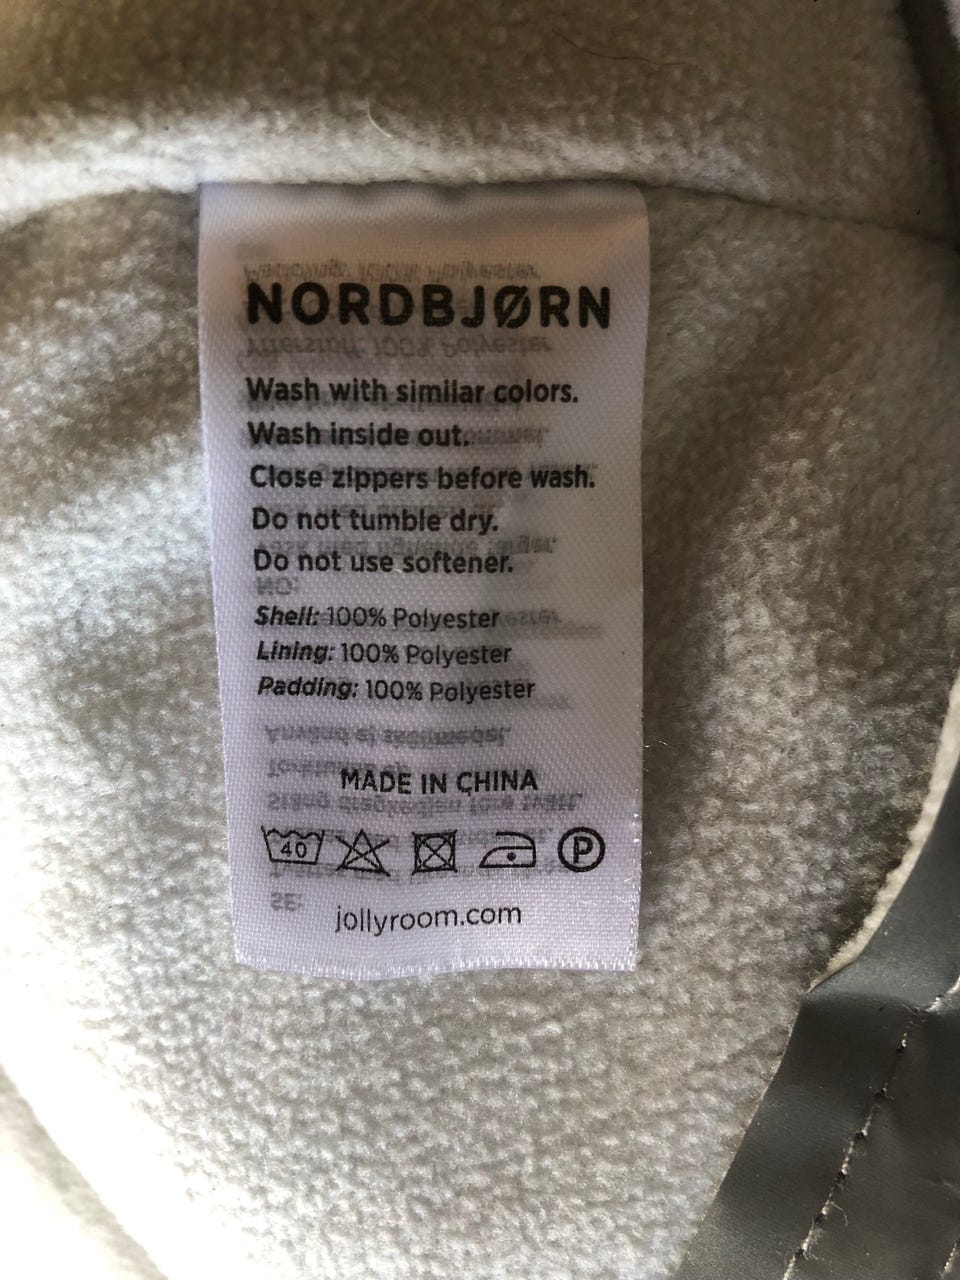 NORDBJØRN
Wash with similar colors.
Wash inside out.
Close zippers before wash.
Do not tumble dry.
Do not use softener.
Shell: 100% Polyester
Lining: 100% Polyester
Padding: 100% Polyester
MADE IN CHINA
40 P
jollyroom.com